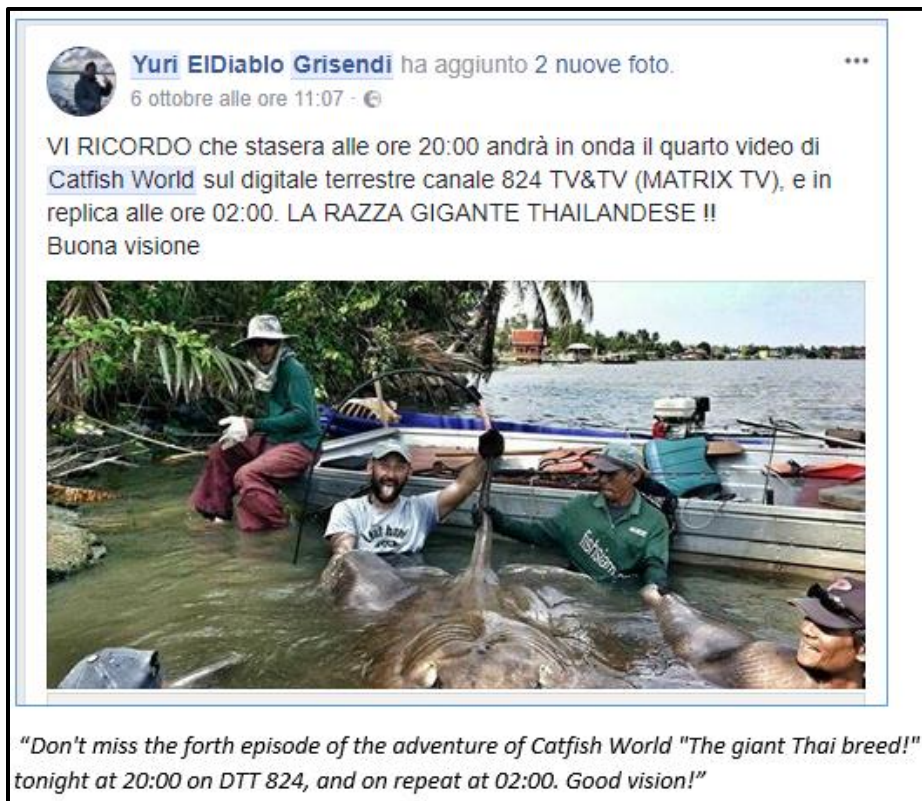 Yuri ElDiablo Grisendi ha aggiunto 2 nuove foto.
6 ottobre alle ore 11:07 ·
VI RICORDO che stasera alle ore 20:00 andrà in onda il quarto video di
Catfish World sul digitale terrestre canale 824 TV&TV (MATRIX TV), e in
replica alle ore 02:00. LA RAZZA GIGANTE THAILANDESE !!
Buona visione
fishsiam
“Don't miss the forth episode of the adventure of Catfish World "The giant Thai breed!"
tonight at 20:00 on DTT 824, and on repeat at 02:00. Good vision!”